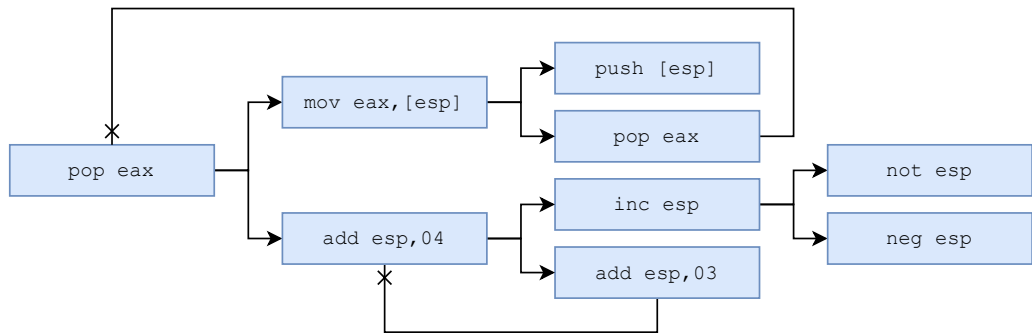 pop eax
mov eax,[esp]
add esp,04
push [esp]
pop eax
inc esp
add esp,03
not esp
neg esp